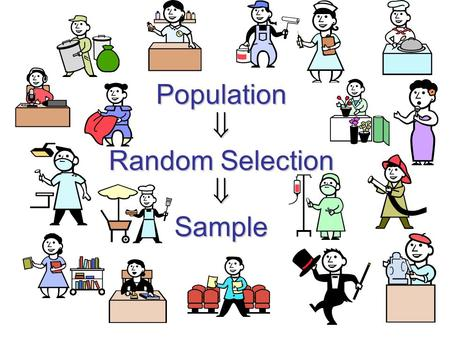 Population
⇓
Random Selection
⇓
Sample